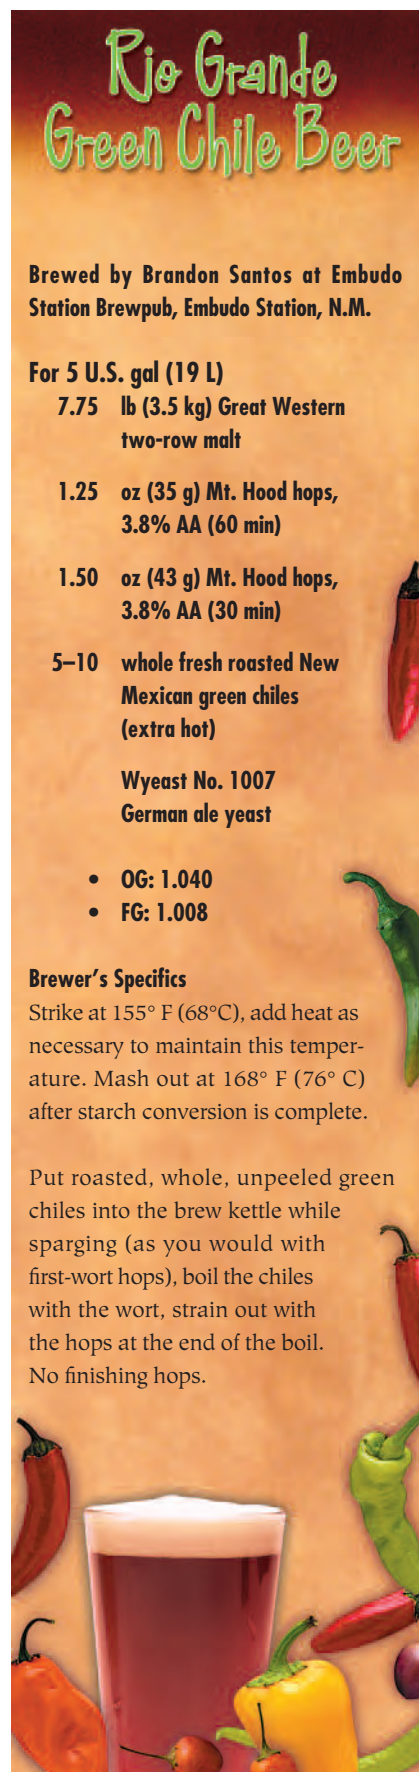 Rio Grande
Green Chile Beer
Brewed by Brandon Santos at Embudo
Station Brewpub, Embudo Station, N.M.
For 5 U.S. gal (19 L)
7.75 lb (3.5 kg) Great Western
two-row malt
1.25 oz (35 g) Mt. Hood hops,
3.8% AA (60 min)
1.50 oz (43 g) Mt. Hood hops,
3.8% AA (30 min)
5–10 whole fresh roasted New
Mexican green chiles
(extra hot)
Wyeast No. 1007
German ale yeast
• OG: 1.040
• FG: 1.008
Brewer's Specifics
Strike at 155° F (68°C), add heat as
necessary to maintain this temper-
ature. Mash out at 168° F (76° C)
after starch conversion is complete.
Put roasted, whole, unpeeled green
chiles into the brew kettle while
sparging (as you would with
first-wort hops), boil the chiles
with the wort, strain out with
the hops at the end of the boil.
No finishing hops.